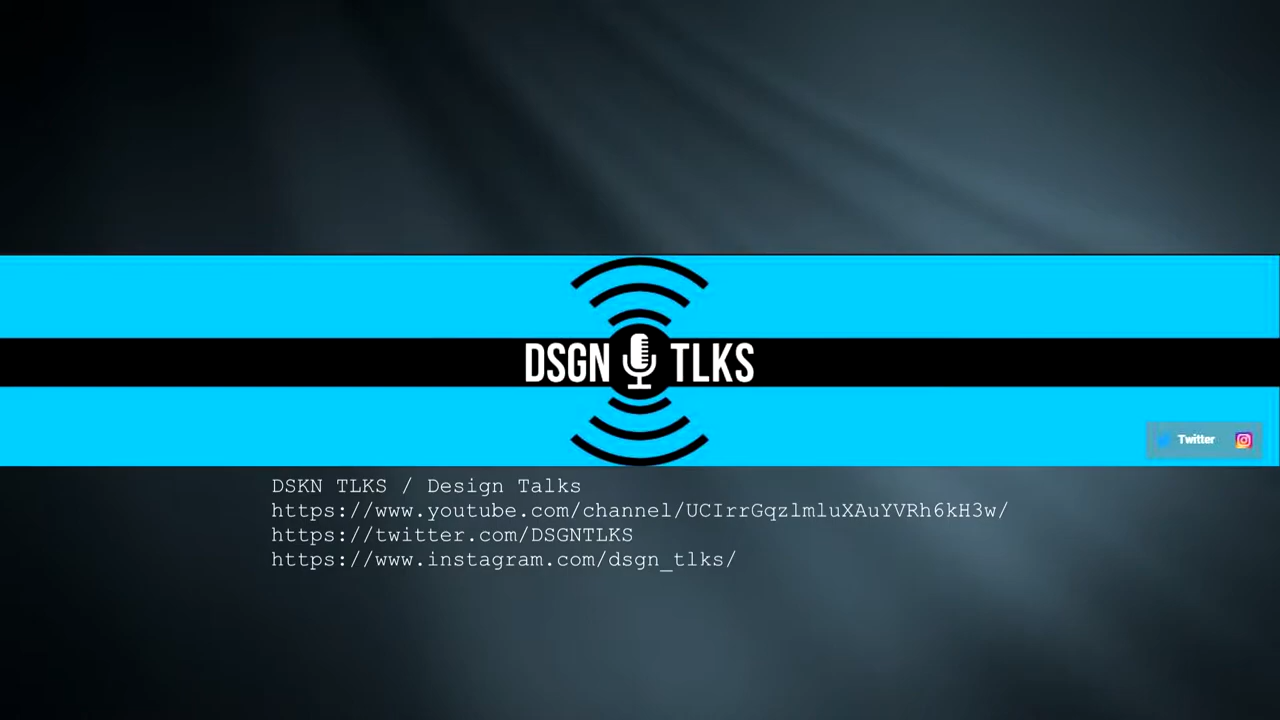 DSGN TLKS
Twitter
DSKN TLKS / Design Talks
https://www.youtube.com/channel/UCIrrGqzlmluXAuYVRh6kH3w/
https://twitter.com/DSGNTLKS
https://www.instagram.com/dsgn_tlks/